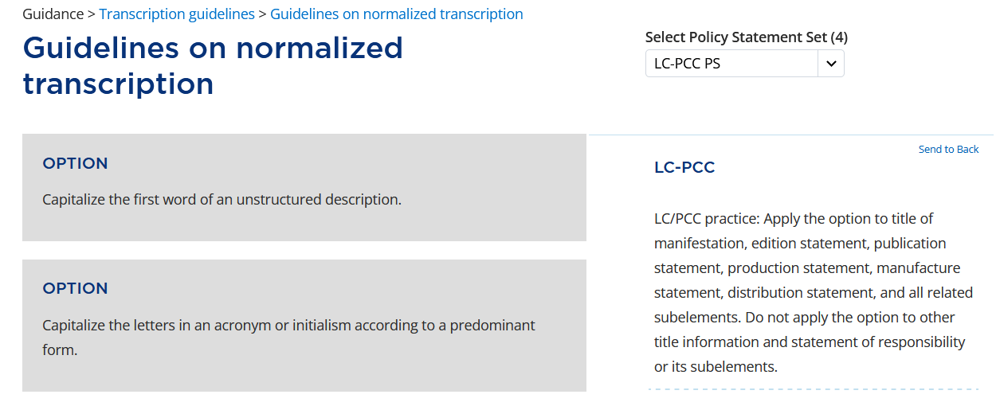 Guidance > Transcription guidelines > Guidelines on normalized transcription
Guidelines on normalized
transcription
Select Policy Statement Set (4)
LC-PCC PS
OPTION
Capitalize the first word of an unstructured description.
OPTION
Capitalize the letters in an acronym or initialism according to a predominant
form.
Send to Back
LC-PCC
LC/PCC practice: Apply the option to title of
manifestation, edition statement, publication
statement, production statement, manufacture
statement, distribution statement, and all related
subelements. Do not apply the option to other
title information and statement of responsibility
or its subelements.